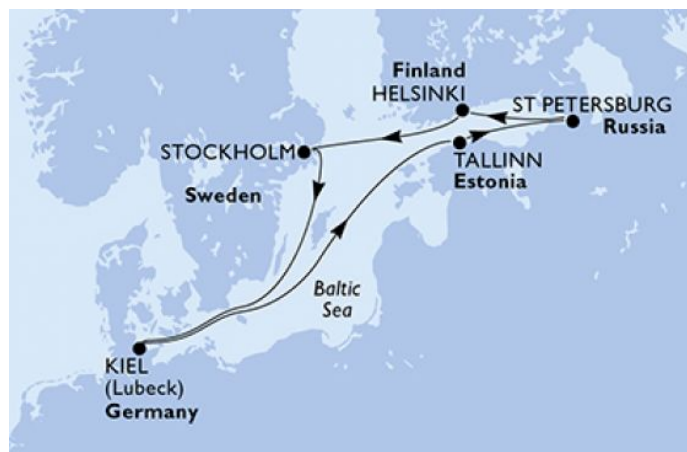 Finland
HELSINKI
ST PETERSBURG
Russia
STOCKHOLM
TALLINN
Estonia
Sweden
Baltic
Sea
KIEL
(Lubeck)
Germany